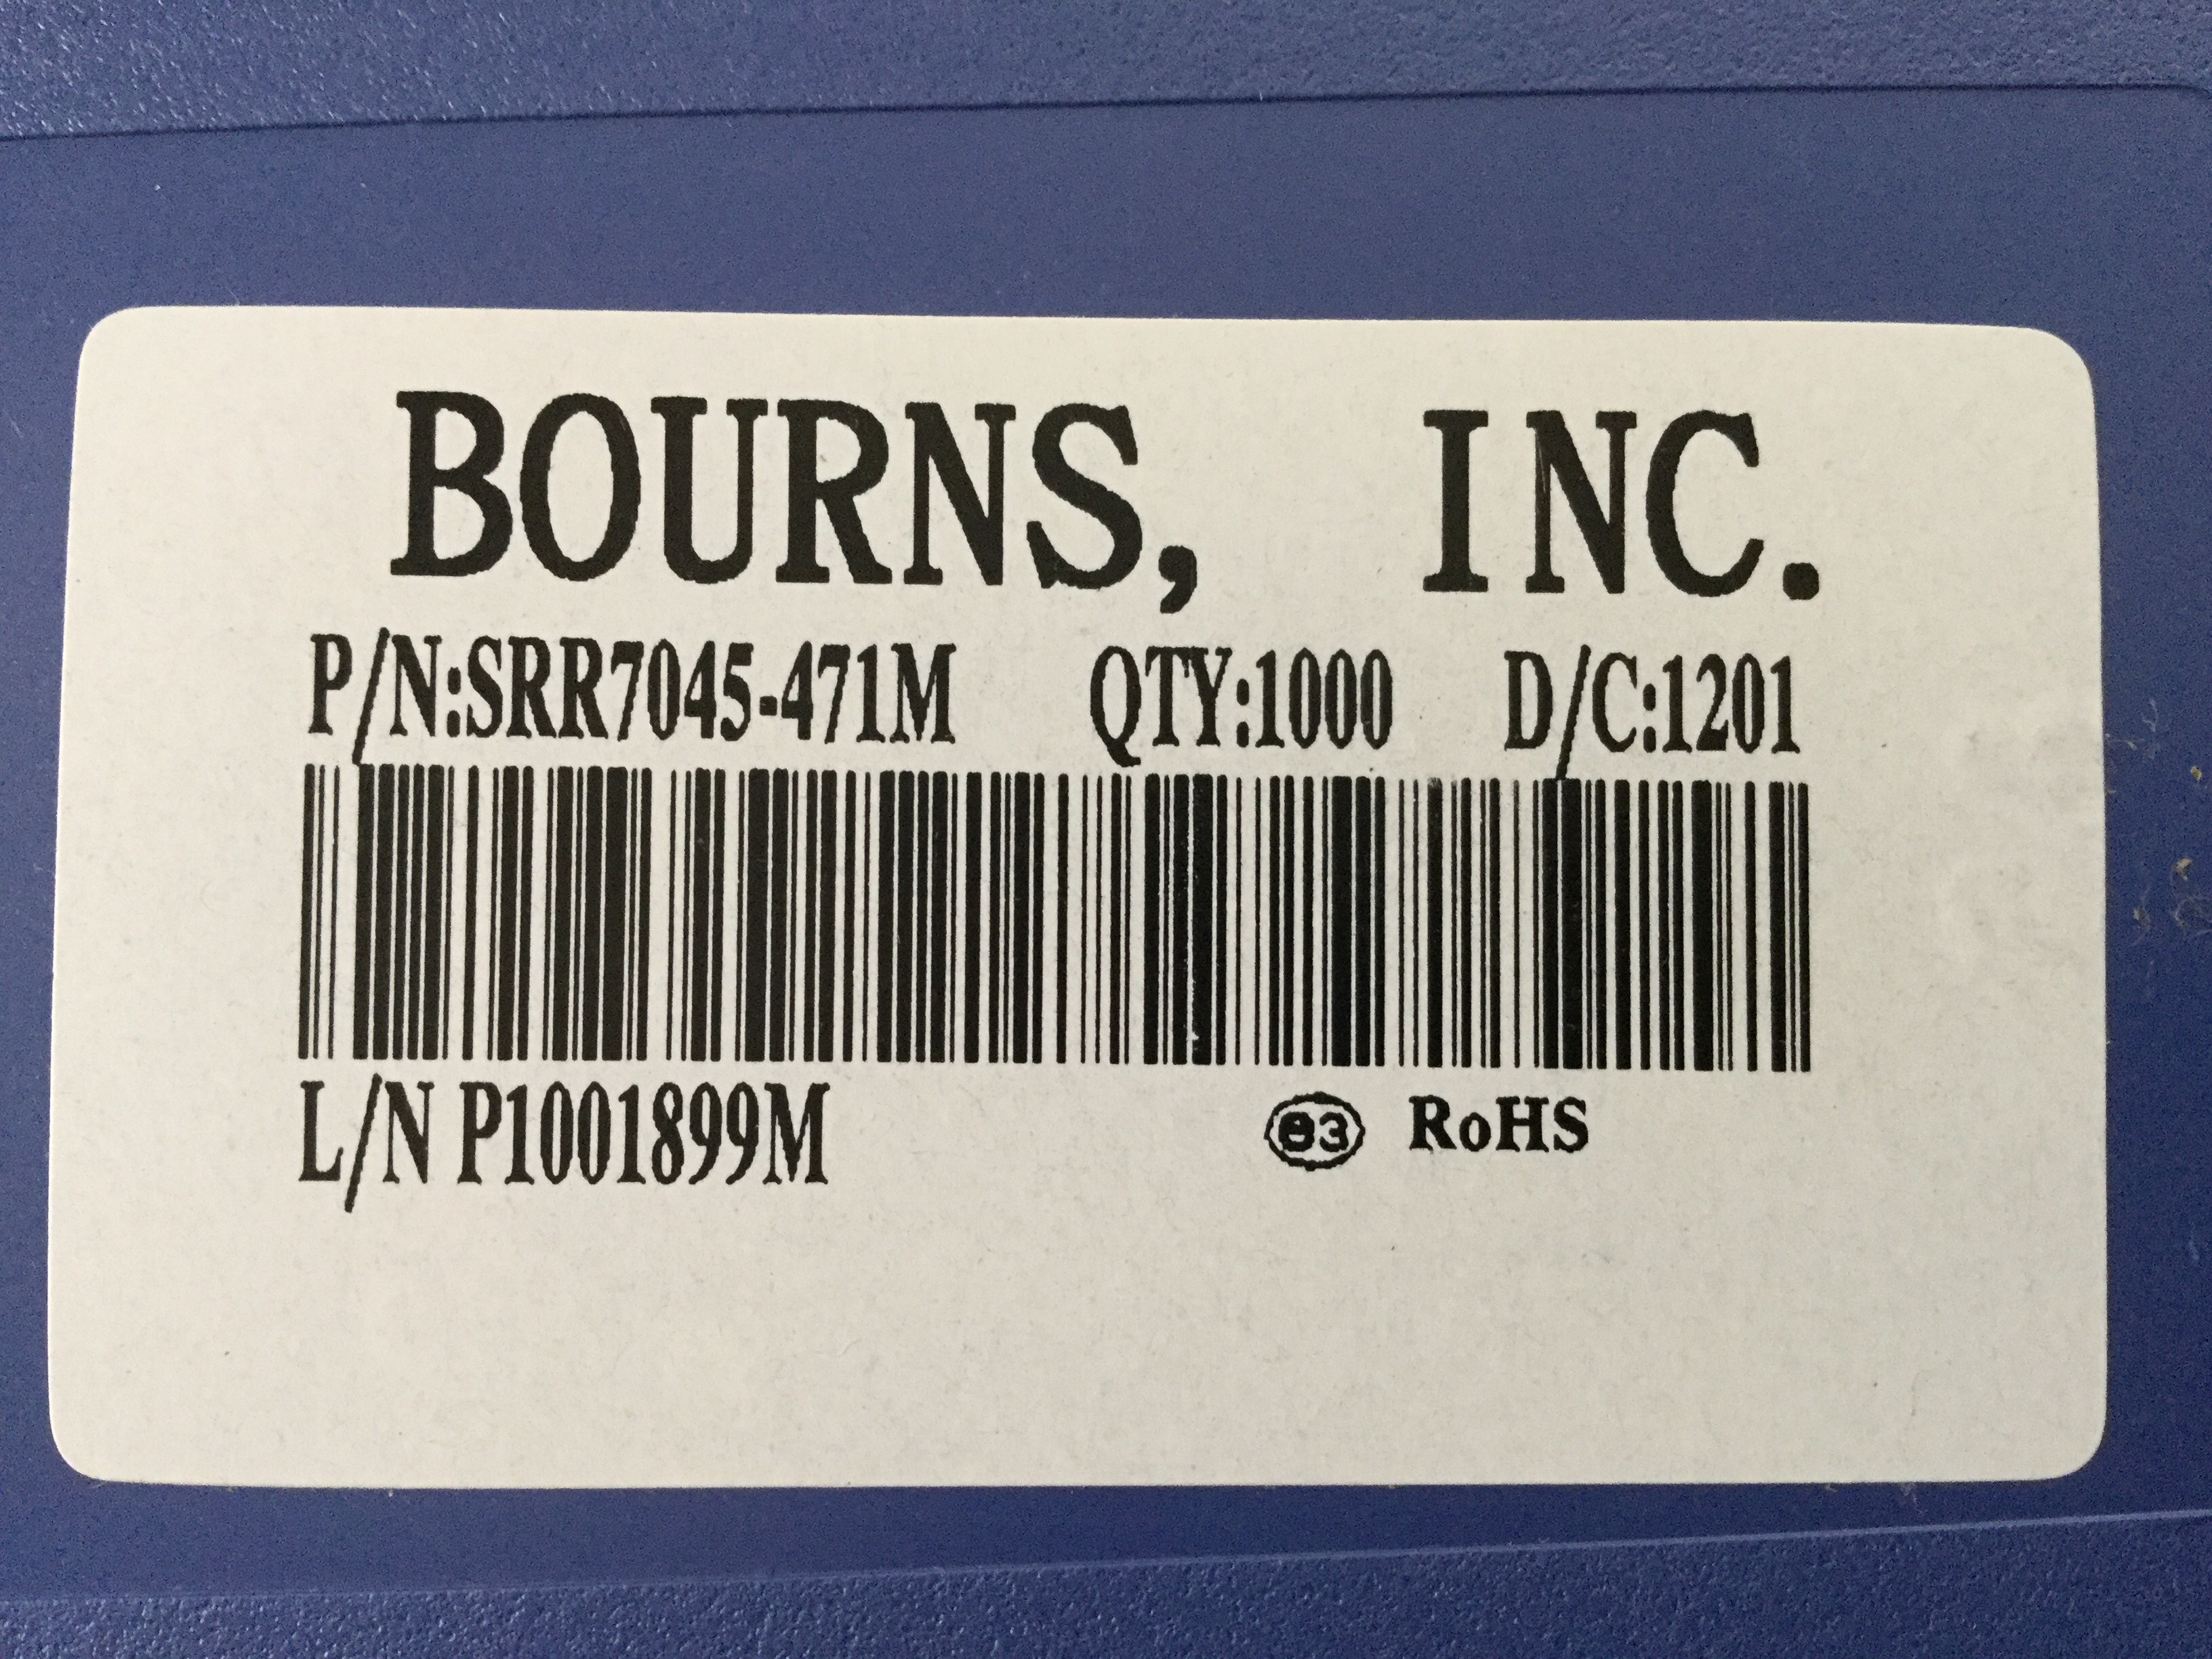 BOURNS, INC.
P/N:SRR7045-471M QTY:1000 D/C:1201
L/N P1001899M e3 RoHS